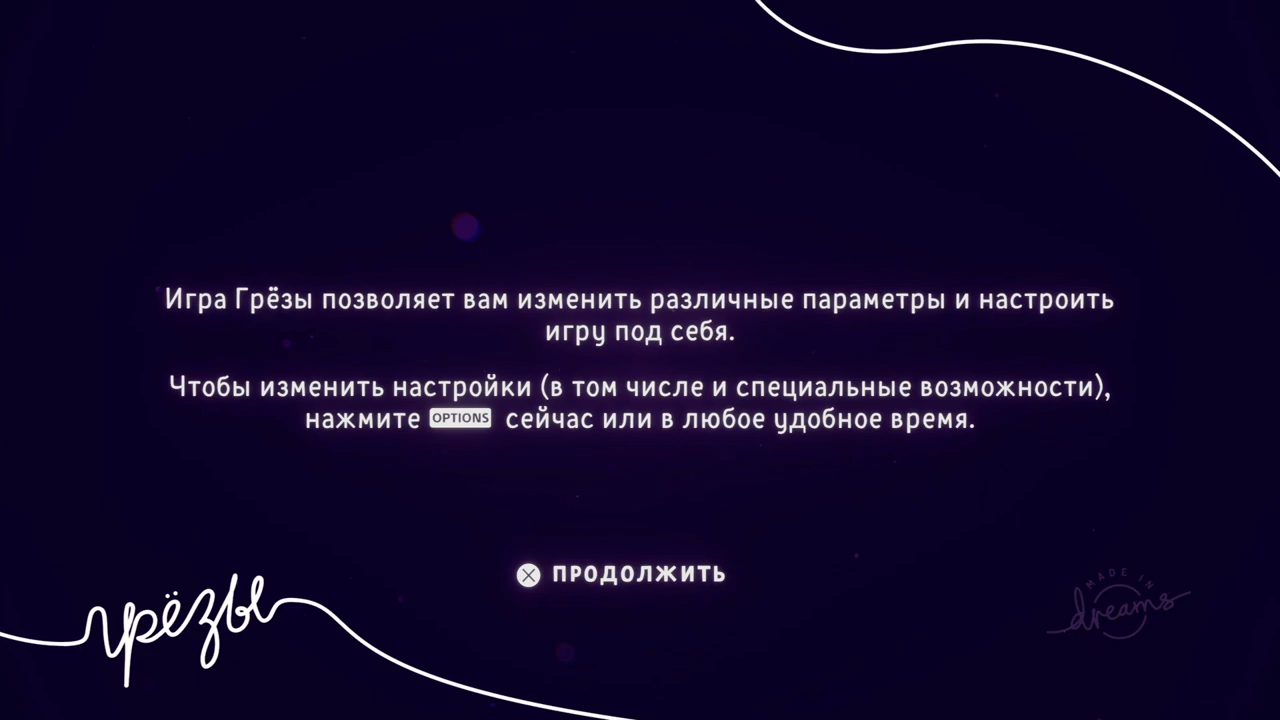 Игра Грёзы позволяет вам изменить различные параметры и настроить
игру под себя.
Чтобы изменить настройки (в том числе и специальные возможности),
нажмите OPTIONS сейчас или в любое удобное время.
ПРОДОЛЖИТЬ
грёзы
MADE IN
dreams